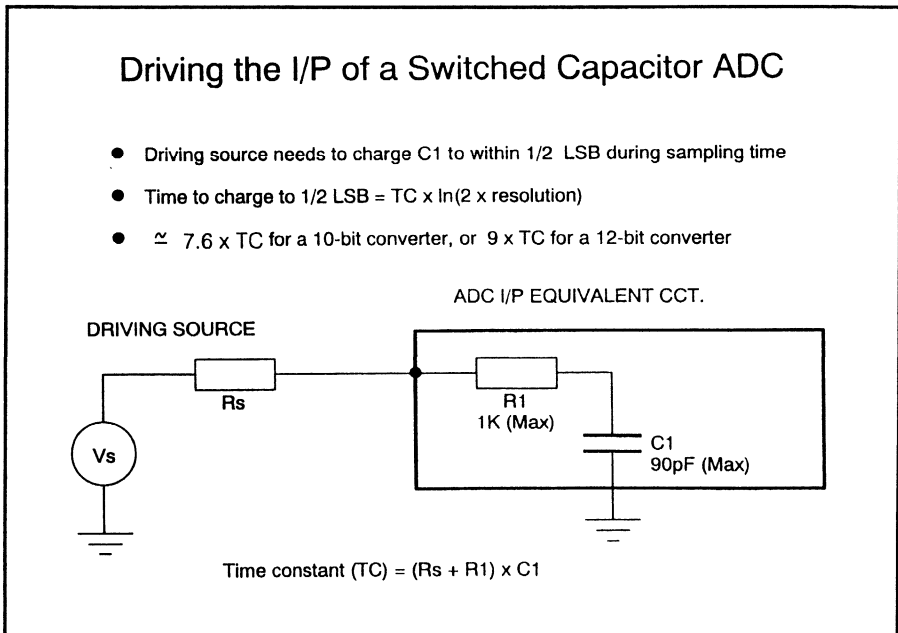 Driving the I/P of a Switched Capacitor ADC
● Driving source needs to charge C1 to within 1/2 LSB during sampling time
● Time to charge to 1/2 LSB = TC x ln(2 x resolution)
● ≃ 7.6 x TC for a 10-bit converter, or 9 x TC for a 12-bit converter
ADC I/P EQUIVALENT CCT.
DRIVING SOURCE
Rs
R1
1K (Max)
Vs
C1
90pF (Max)
Time constant (TC) = (Rs + R1) x C1